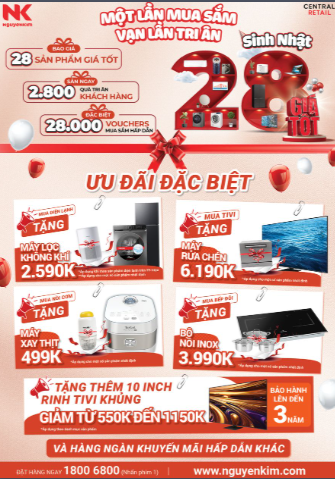 NK
nguyenkim
CENTRAL
RETAIL
MỘT LẦN MUA SẮM
VẠN LẦN TRI ÂN
BAO GIÁ
28 SẢN PHẨM GIÁ TỐT
SẴN NGAY
2.800 QUÀ TRI ÂN
KHÁCH HÀNG
ĐẶC BIỆT
28.000 VOUCHERS
MUA SẮM HẤP DẪN
Sinh Nhật
28
GIÁ
TỐT
ƯU ĐÃI ĐẶC BIỆT
MUA ĐIỆN LẠNH
TẶNG
MÁY LỌC
KHÔNG KHÍ
2.590K
MUA TIVI
TẶNG
MÁY
RỬA CHÉN
6.190K
MUA NỒI CƠM
TẶNG
MÁY
XAY THỊT
499K
MUA BẾP ĐÔI
TẶNG
BỘ
NỒI INOX
3.990K
TẶNG THÊM 10 INCH
RINH TIVI KHỦNG
GIẢM TỪ 550K ĐẾN 1150K
BẢO HÀNH
LÊN ĐẾN
3 NĂM
VÀ HÀNG NGÀN KHUYẾN MÃI HẤP DẪN KHÁC
ĐẶT HÀNG NGAY 1800 6800 (Nhấn phím 1)
www.nguyenkim.com